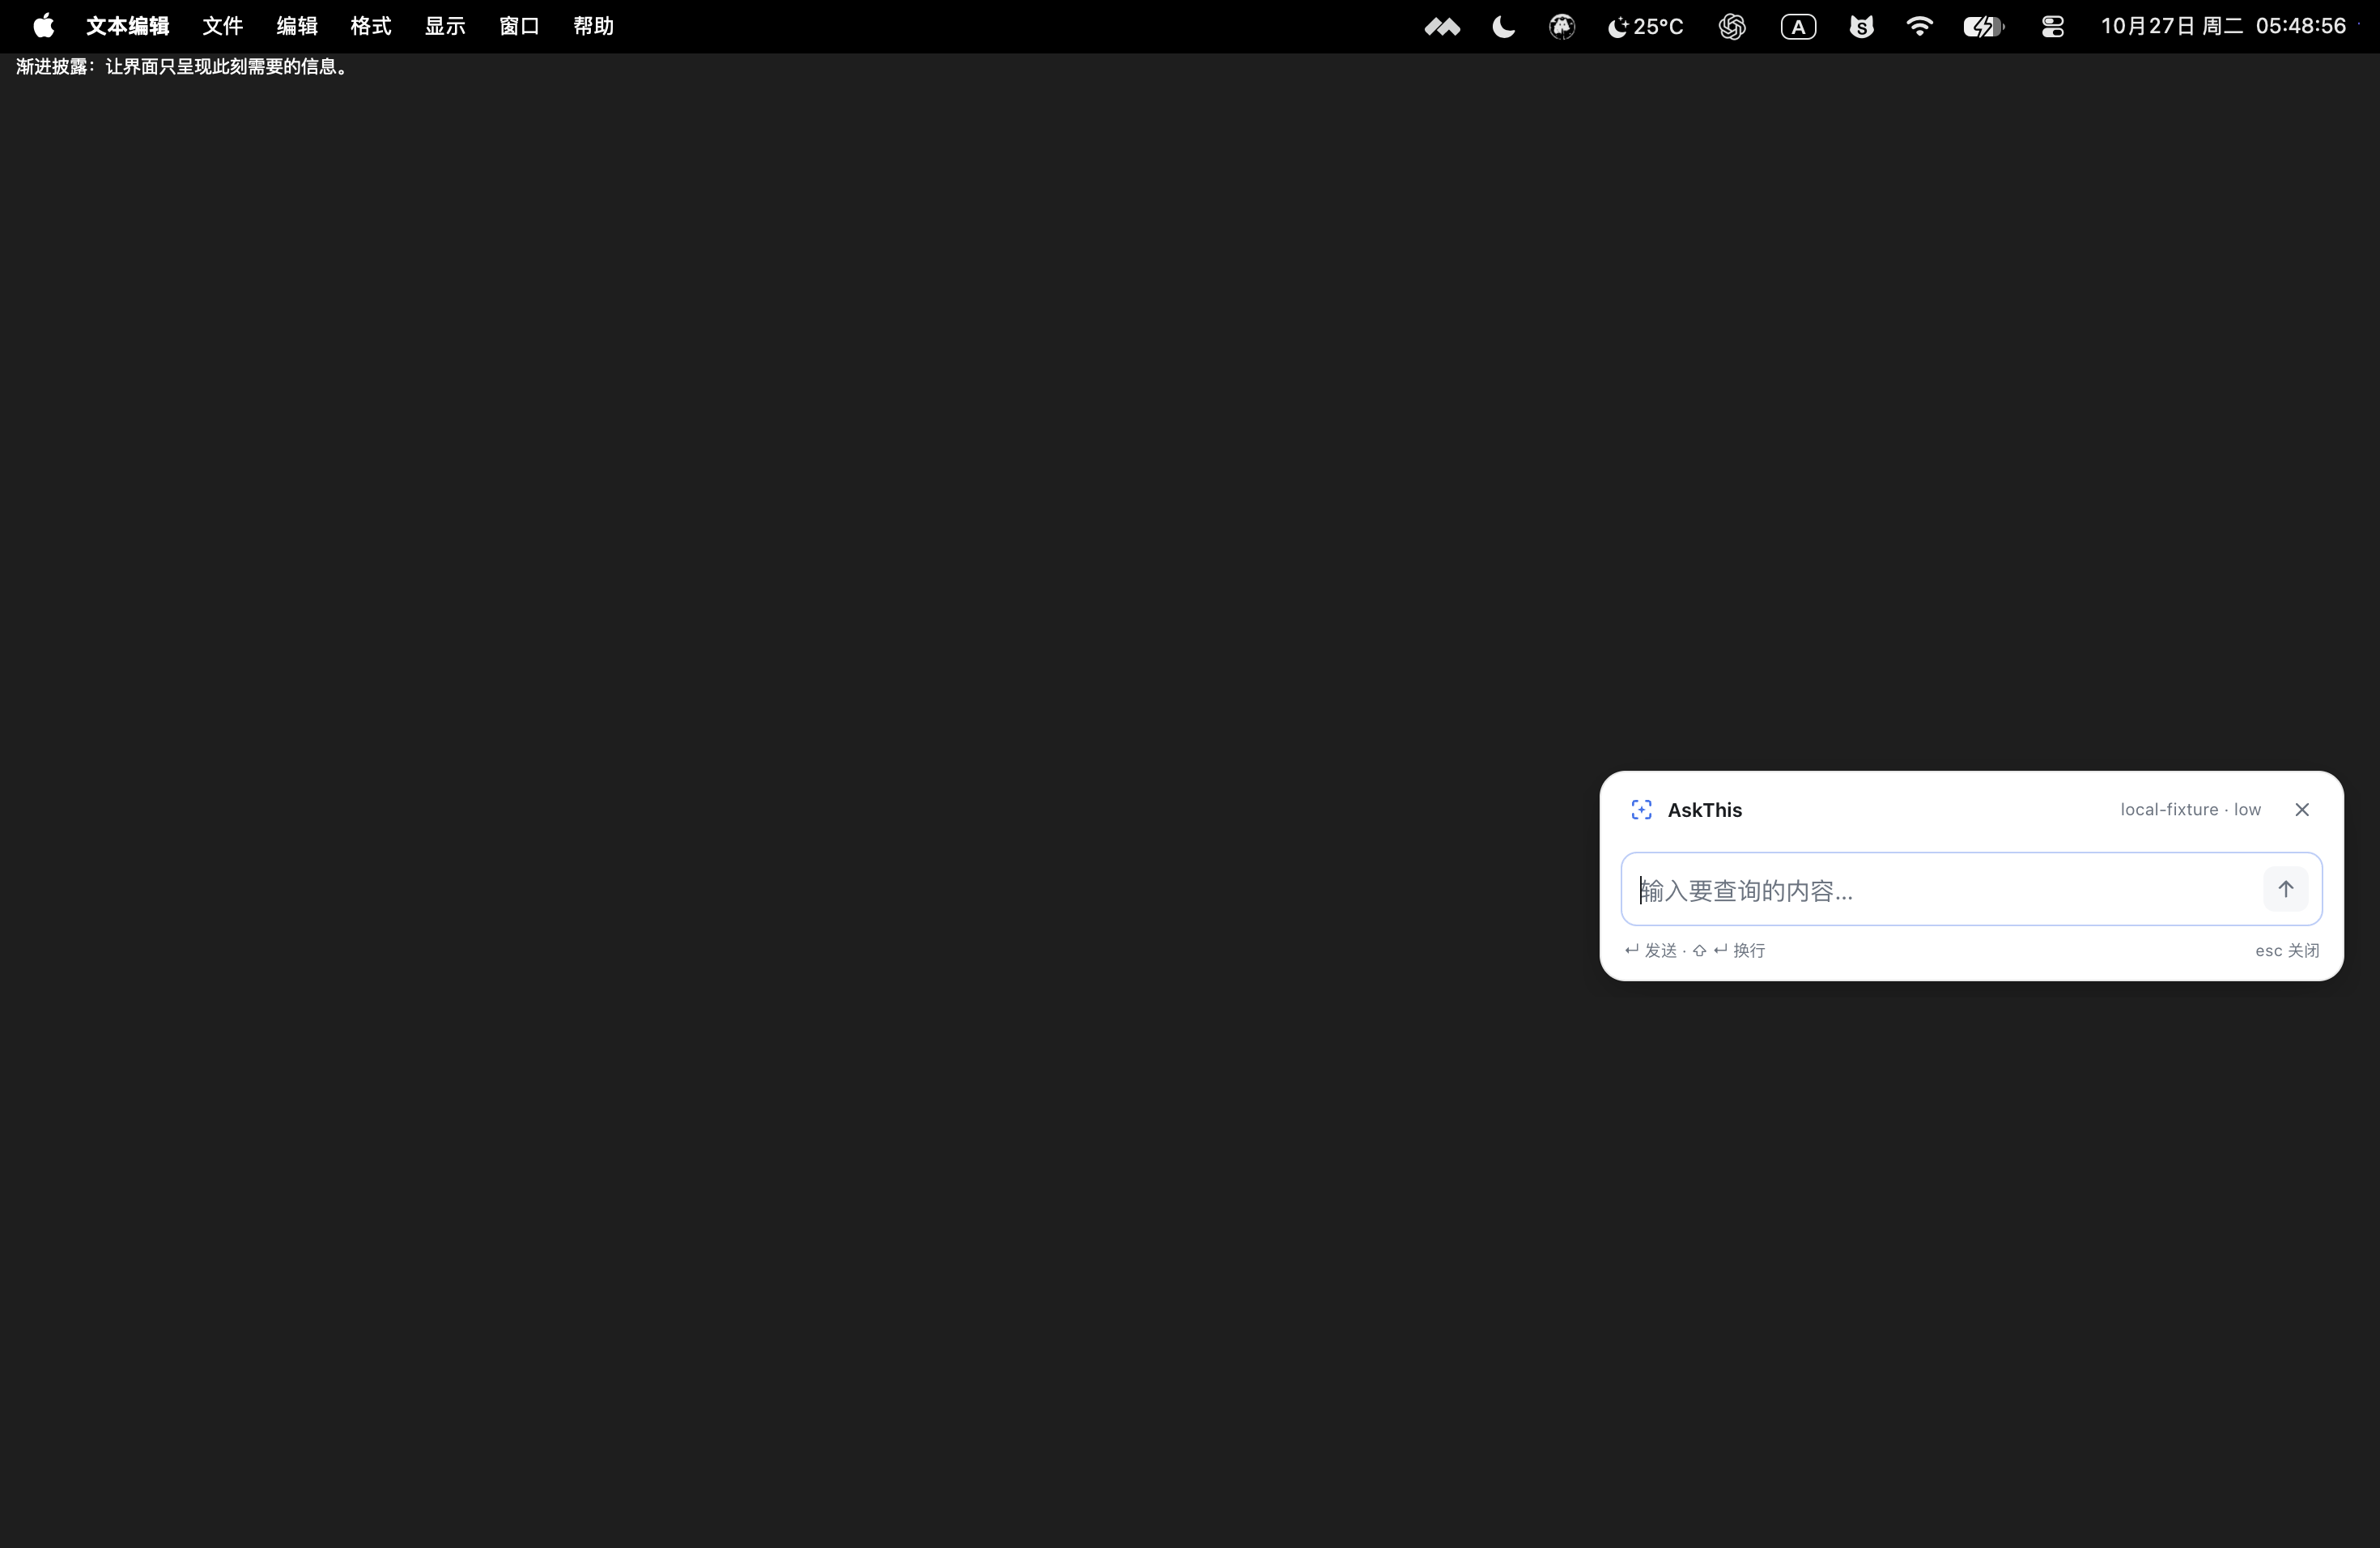 文本编辑 文件 编辑 格式 显示 窗口 帮助 25°C A S 10月27日 周二 05:48:56
渐进披露：让界面只呈现此刻需要的信息。
AskThis local-fixture · low
输入要查询的内容...
↵ 发送 · ⇧ ↵ 换行 esc 关闭